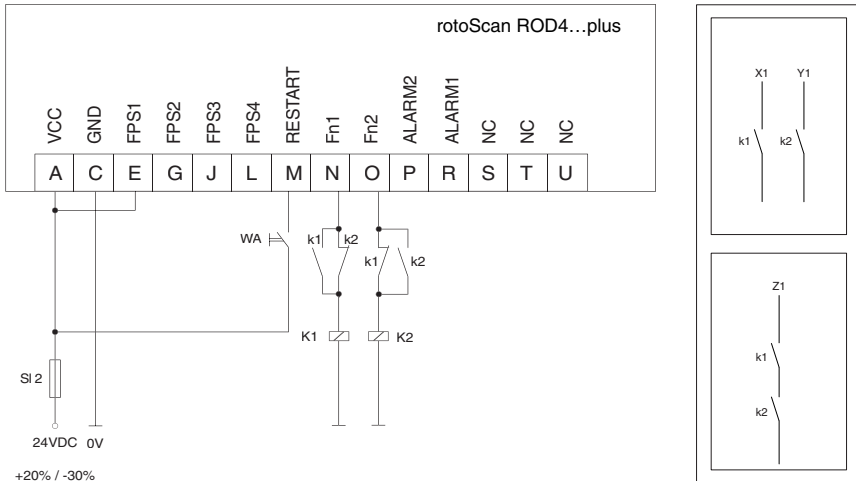 rotoScan ROD4...plus
VCC GND FPS1 FPS2 FPS3 FPS4 RESTART Fn1 Fn2 ALARM2 ALARM1 NC NC NC
A C E G J L M N O P R S T U
WA k1 k2 k1 k2
K1 K2
SI 2
24VDC 0V
+20% / -30%
X1 Y1
k1 k2
Z1
k1
k2